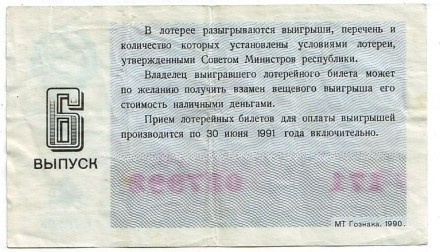 В лотерее разыгрываются выигрыши, перечень и
количество которых установлены условиями лотереи,
утвержденными Советом Министров республики.
Владелец выигравшего лотерейного билета может
по желанию получить взамен вещевого выигрыша его
стоимость наличными деньгами.
Прием лотерейных билетов для оплаты выигрышей
производится по 30 июня 1991 года включительно.
6
ВЫПУСК
МТ Гознака. 1990.